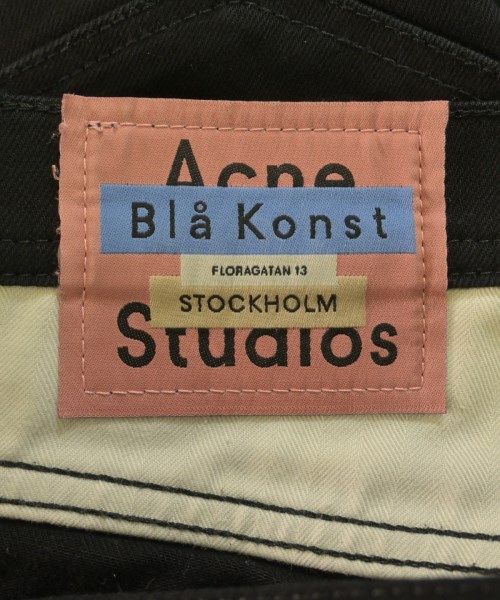 Acne
Blå Konst
FLORAGATAN 13
STOCKHOLM
Studios